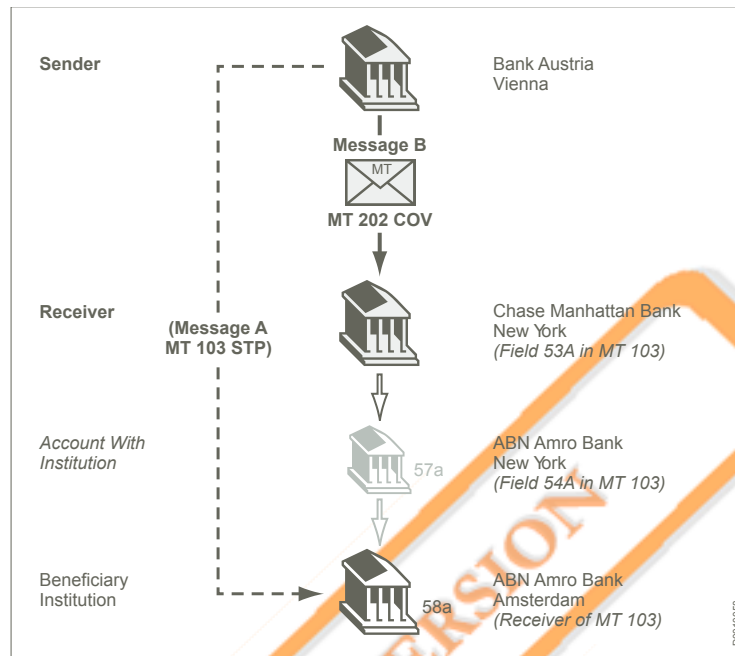 Sender
Bank Austria
Vienna
Message B
MT
MT 202 COV
Receiver
(Message A
MT 103 STP)
Chase Manhattan Bank
New York
(Field 53A in MT 103)
Account With
Institution
57a
ABN Amro Bank
New York
(Field 54A in MT 103)
Beneficiary
Institution
58a
ABN Amro Bank
Amsterdam
(Receiver of MT 103)
ERSION